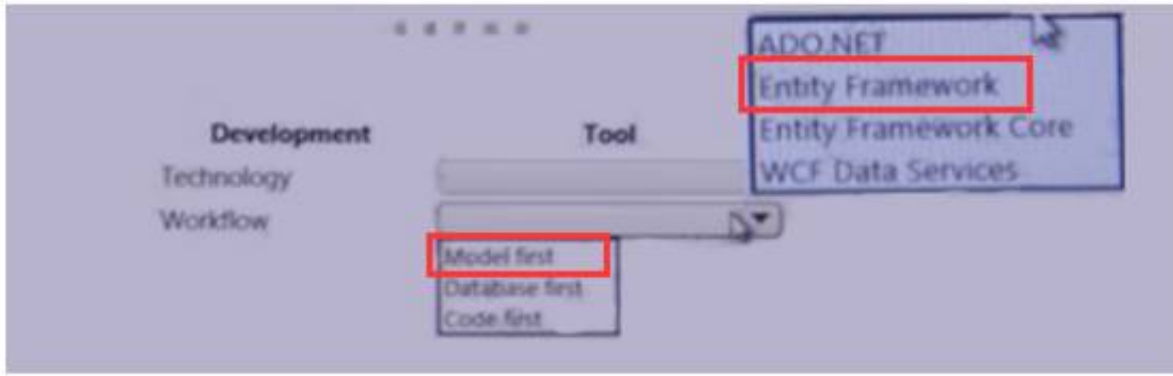 ADO.NET
Entity Framework
Entity Framework Core
WCF Data Services
Development Tool
Technology
Workflow
Model first
Database first
Code first